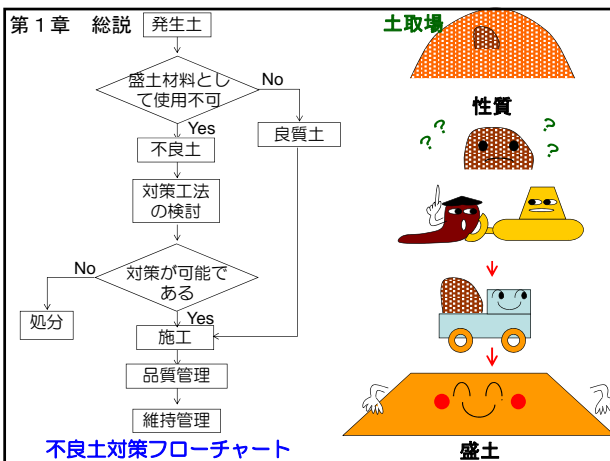 第1章 総説
発生土
盛土材料とし
て使用不可
No
Yes
良質土
不良土
対策工法
の検討
対策が可能で
ある
No
Yes
処分
施工
品質管理
維持管理
不良土対策フローチャート
土取場
性質
? ? ? ?
盛土